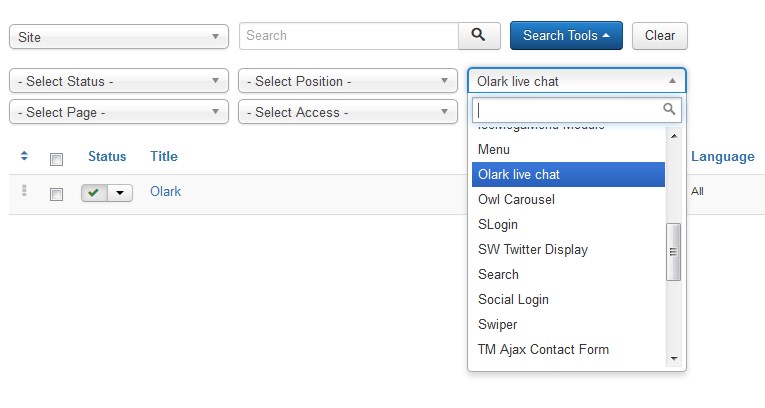 Site
Search
Search Tools
Clear
- Select Status -
- Select Position -
Olark live chat
- Select Page -
- Select Access -
Status
Title
Language
Olark
All
Menu
Olark live chat
Owl Carousel
SLogin
SW Twitter Display
Search
Social Login
Swiper
TM Ajax Contact Form